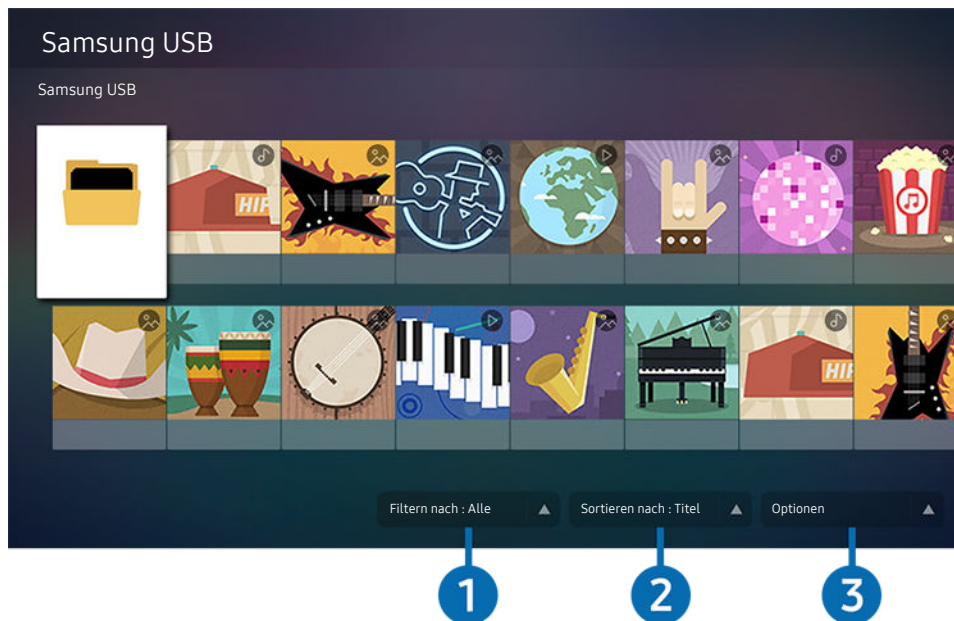 Samsung USB
Samsung USB
HIP
HIP
Filtern nach : Alle
Sortieren nach : Titel
Optionen
1
2
3